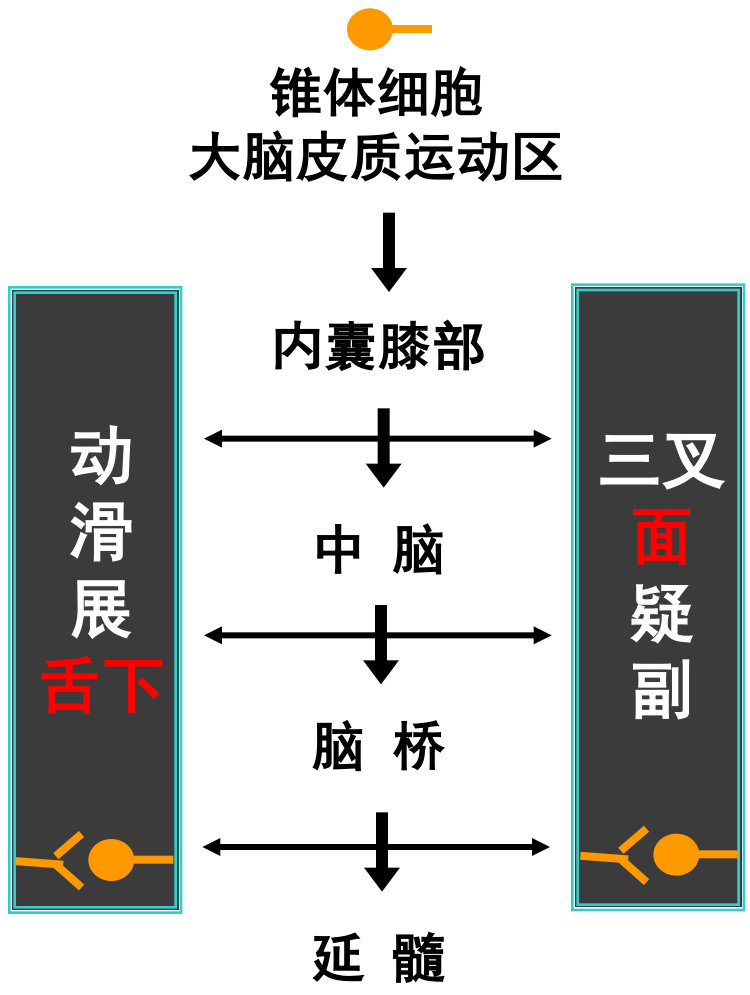 锥体细胞
大脑皮质运动区
内囊膝部
中 脑
脑 桥
延 髓
动
滑
展
舌下
三叉
面
疑
副